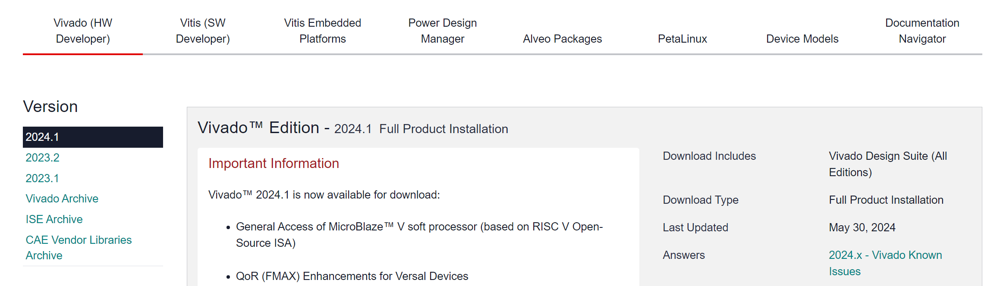 Vivado (HW
Developer)
Vitis (SW
Developer)
Vitis Embedded
Platforms
Power Design
Manager
Alveo Packages
PetaLinux
Device Models
Documentation
Navigator
Version
2024.1
2023.2
2023.1
Vivado Archive
ISE Archive
CAE Vendor Libraries
Archive
Vivado™ Edition - 2024.1 Full Product Installation
Important Information
Vivado™ 2024.1 is now available for download:
• General Access of MicroBlaze™ V soft processor (based on RISC V Open-
Source ISA)
• QoR (FMAX) Enhancements for Versal Devices
Download Includes
Vivado Design Suite (All
Editions)
Download Type
Full Product Installation
Last Updated
May 30, 2024
Answers
2024.x - Vivado Known
Issues